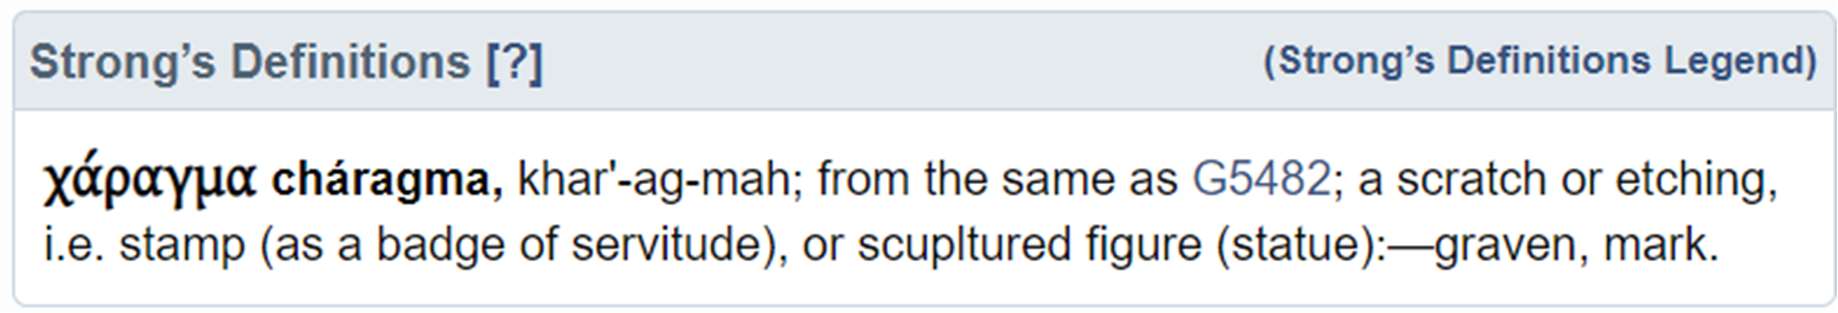 Strong’s Definitions [?] (Strong’s Definitions Legend)
χάραγμα cháragma, khar'-ag-mah; from the same as G5482; a scratch or etching,
i.e. stamp (as a badge of servitude), or scupltured figure (statue):—graven, mark.